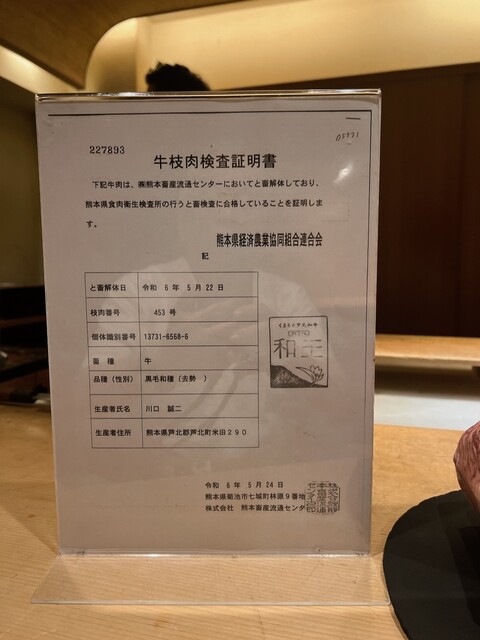 227893
牛枝肉検査証明書
下記牛肉は、㈱熊本畜産流通センターにおいてと畜解体しており、
熊本県食肉衛生検査所の行うと畜検査に合格していることを証明しま
す。
熊本県経済農業協同組合連合会
記
と畜解体日 令和 6年 5月22日
枝肉番号 453 号
個体識別番号 13731-6568-6
畜種 牛
品種(性別) 黒毛和種(去勢 )
生産者氏名 川口 誠二
生産者住所 熊本県芦北郡芦北町米田290
和王
令和 6年 5月24日
熊本県菊池市七城町林原9番地
株式会社 熊本畜産流通センタ